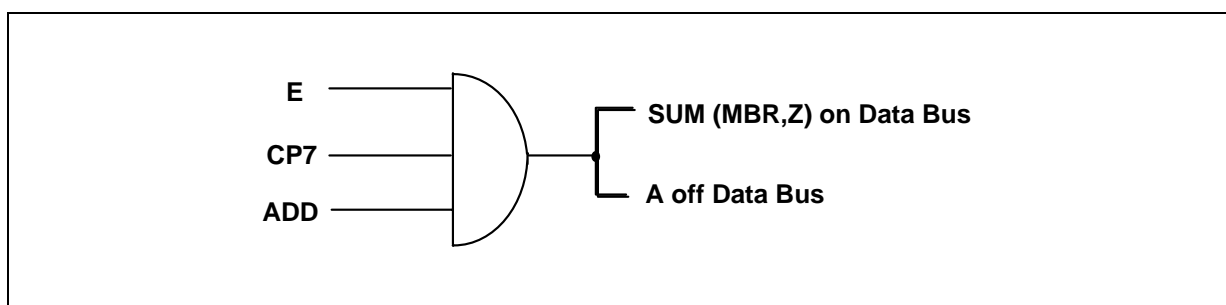 E
CP7
ADD
SUM (MBR,Z) on Data Bus
A off Data Bus